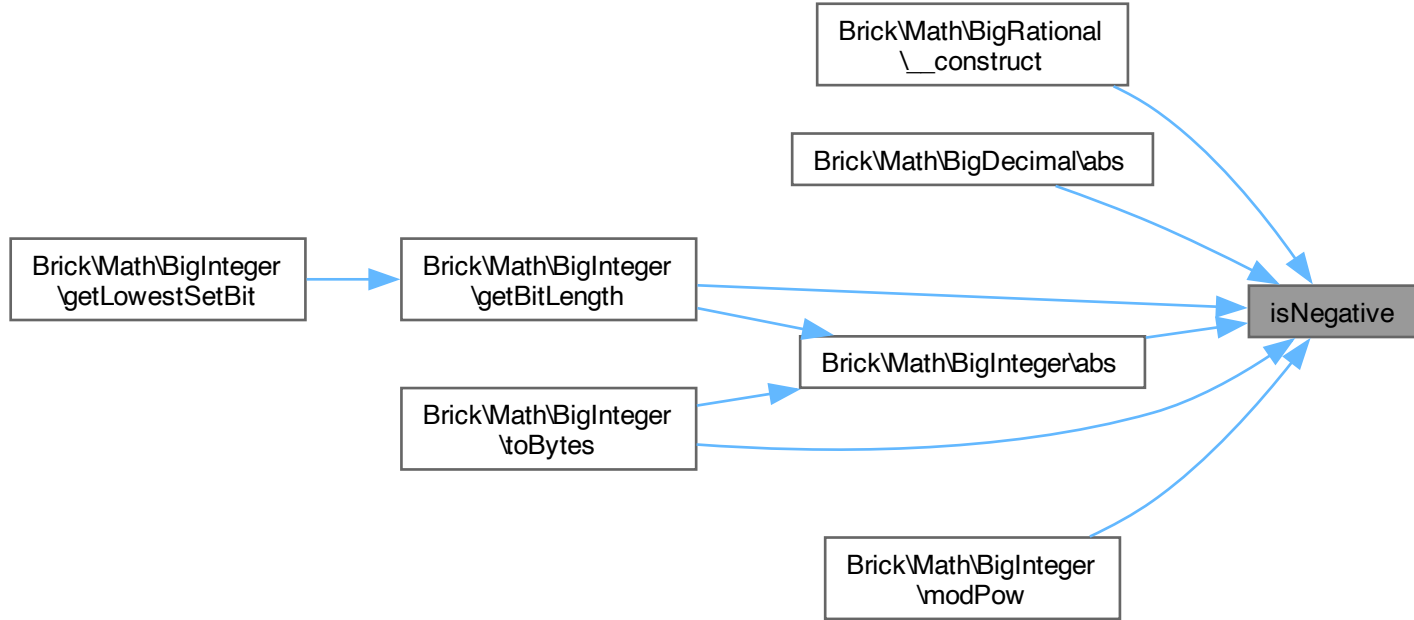 Brick\Math\BigRational
\__construct
Brick\Math\BigDecimal\abs
Brick\Math\BigInteger
\getLowestSetBit
Brick\Math\BigInteger
\getBitLength
isNegative
Brick\Math\BigInteger\abs
Brick\Math\BigInteger
\toBytes
Brick\Math\BigInteger
\modPow